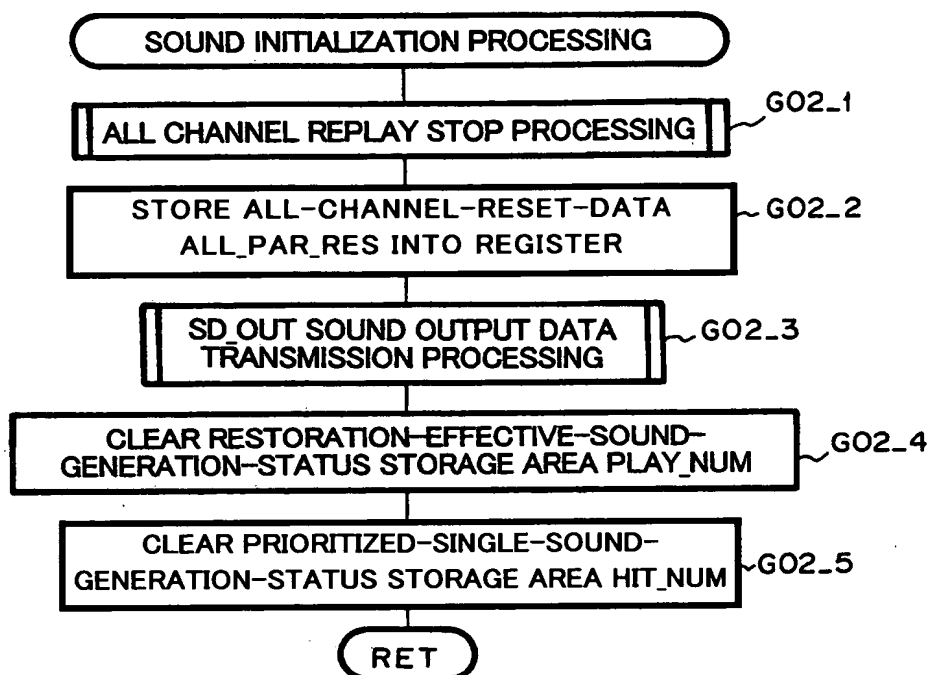 SOUND INITIALIZATION PROCESSING
ALL CHANNEL REPLAY STOP PROCESSING
G02_1
STORE ALL-CHANNEL-RESET-DATA
ALL_PAR_RES INTO REGISTER
G02_2
SD_OUT SOUND OUTPUT DATA
TRANSMISSION PROCESSING
G02_3
CLEAR RESTORATION-EFFECTIVE-SOUND-
GENERATION-STATUS STORAGE AREA PLAY_NUM
G02_4
CLEAR PRIORITIZED-SINGLE-SOUND-
GENERATION-STATUS STORAGE AREA HIT_NUM
G02_5
RET